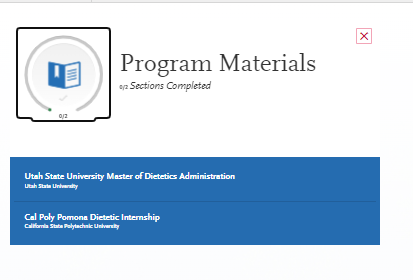 Program Materials
0/2 Sections Completed
0/2
Utah State University Master of Dietetics Administration
Utah State University
Cal Poly Pomona Dietetic Internship
California State Polytechnic University